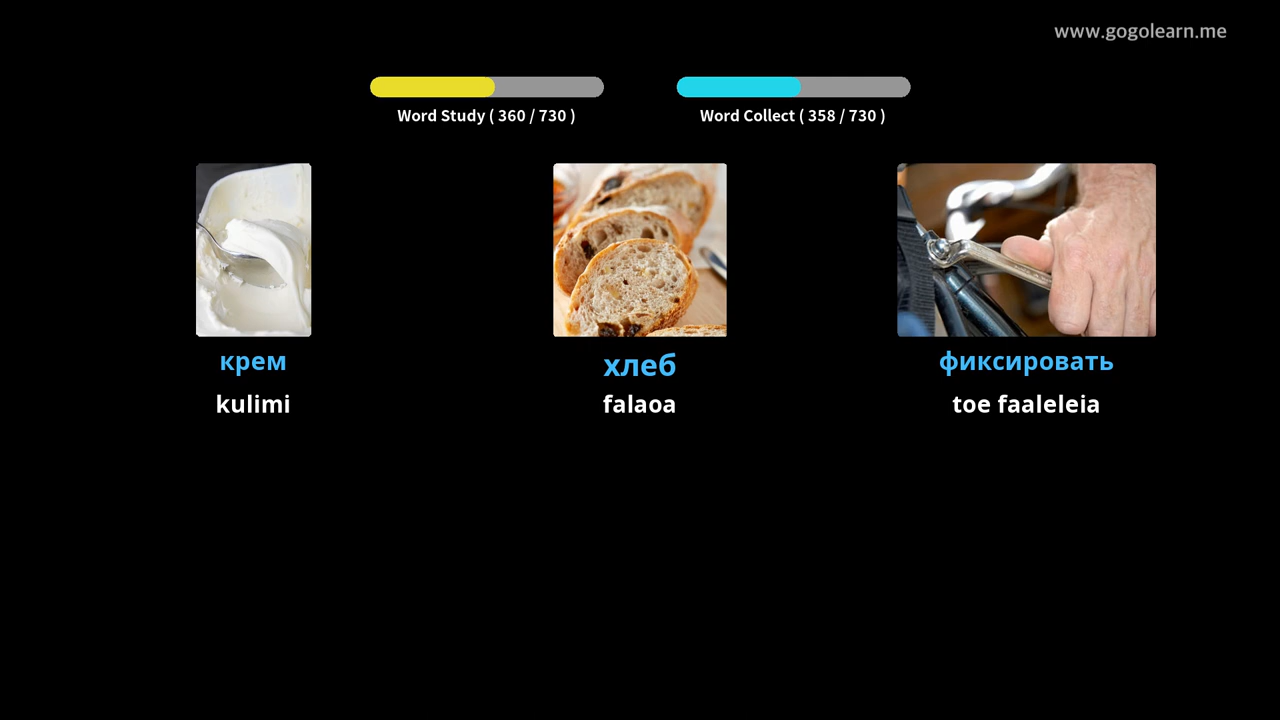 www.gogolearn.me
Word Study ( 360 / 730 )
Word Collect ( 358 / 730 )
крем
хлеб
фиксировать
kulimi
falaoa
toe faaleleia